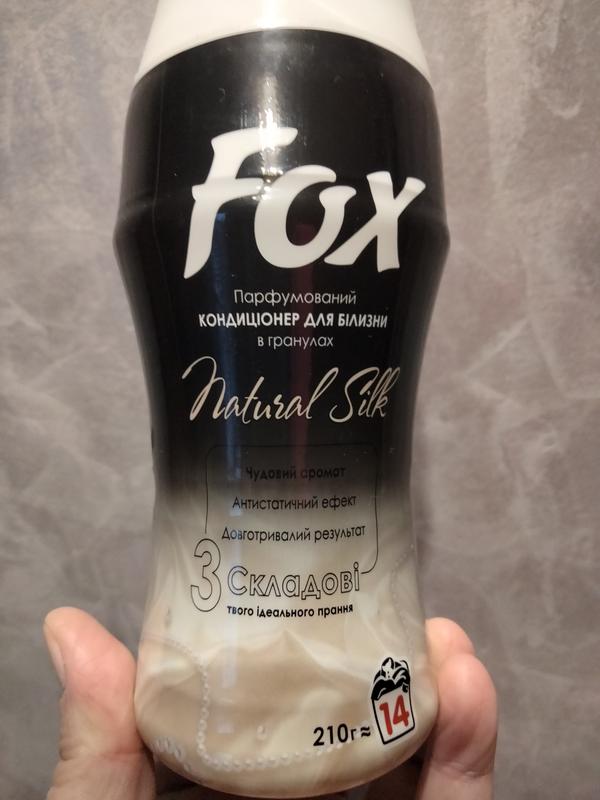 Fox
Парфумований
КОНДИЦІОНЕР ДЛЯ БІЛИЗНИ
в гранулах
Natural Silk
Чудовий аромат
Антистатичний ефект
Довготривалий результат
3 Складові
твого ідеального прання
210г≈ 14